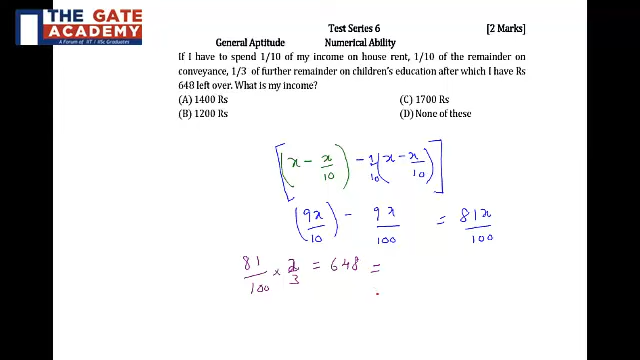 THE GATE ACADEMY
A Forum of IIT / IISc Graduates
Test Series 6 [2 Marks]
General Aptitude Numerical Ability
If I have to spend 1/10 of my income on house rent, 1/10 of the remainder on
conveyance, 1/3 of further remainder on children's education after which I have Rs
648 left over. What is my income?
(A) 1400 Rs (C) 1700 Rs
(B) 1200 Rs (D) None of these
[(x − x/10) − 1/10(x − x/10)]
(9x/10) − 9x/100 = 81x/100
81/100 × 2/3 = 648 =